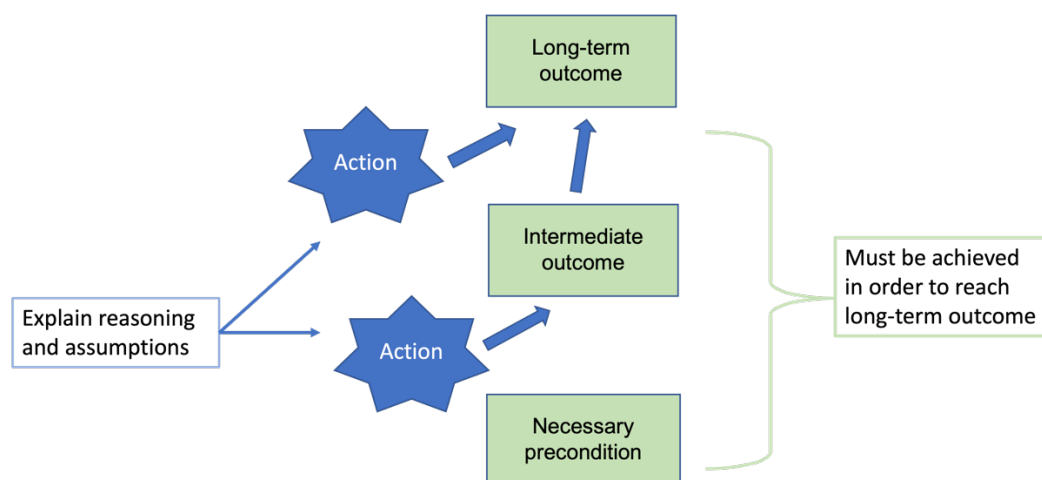 Long-term
outcome
Action
Intermediate
outcome
Must be achieved
in order to reach
long-term outcome
Explain reasoning
and assumptions
Action
Necessary
precondition